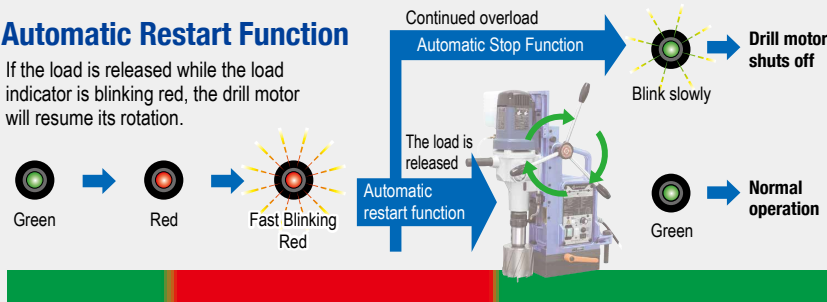 Automatic Restart Function
If the load is released while the load
indicator is blinking red, the drill motor
will resume its rotation.
Green
Red
Fast Blinking
Red
Continued overload
Automatic Stop Function
Blink slowly
Drill motor
shuts off
The load is
released
Automatic
restart function
Green
Normal
operation